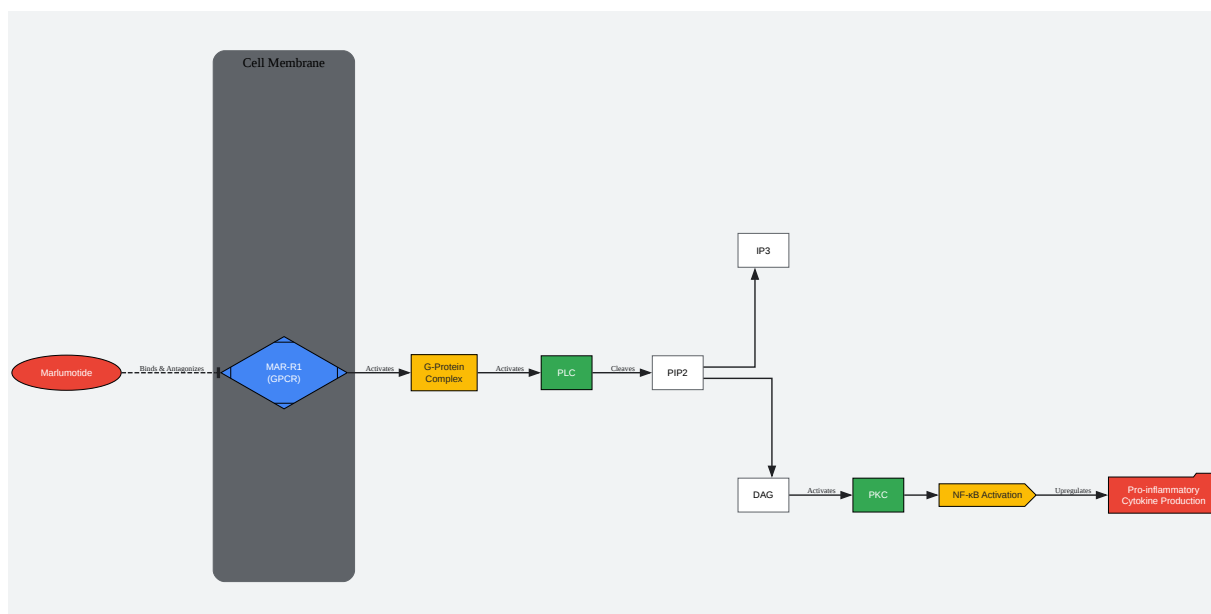 Cell Membrane
Marlumotide
Binds & Antagonizes
MAR-R1
(GPCR)
Activates
G-Protein
Complex
Activates
PLC
Cleaves
PIP2
IP3
DAG
Activates
PKC
NF-κB Activation
Upregulates
Pro-inflammatory
Cytokine Production